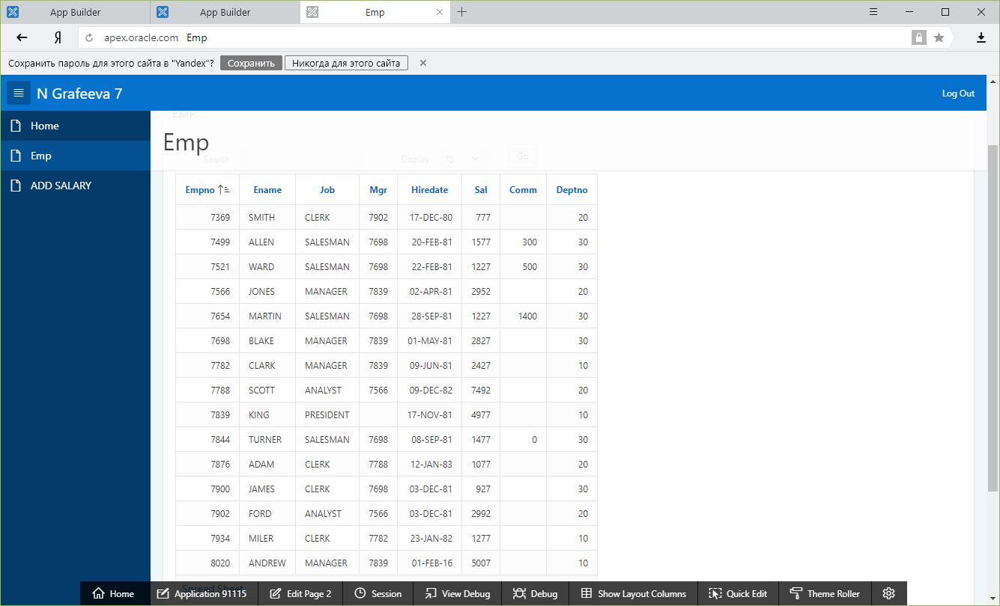 App Builder App Builder Emp
Я apex.oracle.com Emp
Сохранить пароль для этого сайта в "Yandex"? Сохранить Никогда для этого сайта
N Grafeeva 7 Log Out
Home
Emp
ADD SALARY
EMP
Emp
Search Display 15 Go
Empno Ename Job Mgr Hiredate Sal Comm Deptno
7369 SMITH CLERK 7902 17-DEC-80 777 20
7499 ALLEN SALESMAN 7698 20-FEB-81 1577 300 30
7521 WARD SALESMAN 7698 22-FEB-81 1227 500 30
7566 JONES MANAGER 7839 02-APR-81 2952 20
7654 MARTIN SALESMAN 7698 28-SEP-81 1227 1400 30
7698 BLAKE MANAGER 7839 01-MAY-81 2827 30
7782 CLARK MANAGER 7839 09-JUN-81 2427 10
7788 SCOTT ANALYST 7566 09-DEC-82 7492 20
7839 KING PRESIDENT 17-NOV-81 4977 10
7844 TURNER SALESMAN 7698 08-SEP-81 1477 0 30
7876 ADAM CLERK 7788 12-JAN-83 1077 20
7900 JAMES CLERK 7698 03-DEC-81 927 30
7902 FORD ANALYST 7566 03-DEC-81 2992 20
7934 MILER CLERK 7782 23-JAN-82 1277 10
8020 ANDREW MANAGER 7839 01-FEB-16 5007 10
Spread Sheet
Home Application 91115 Edit Page 2 Session View Debug Debug Show Layout Columns Quick Edit Theme Roller